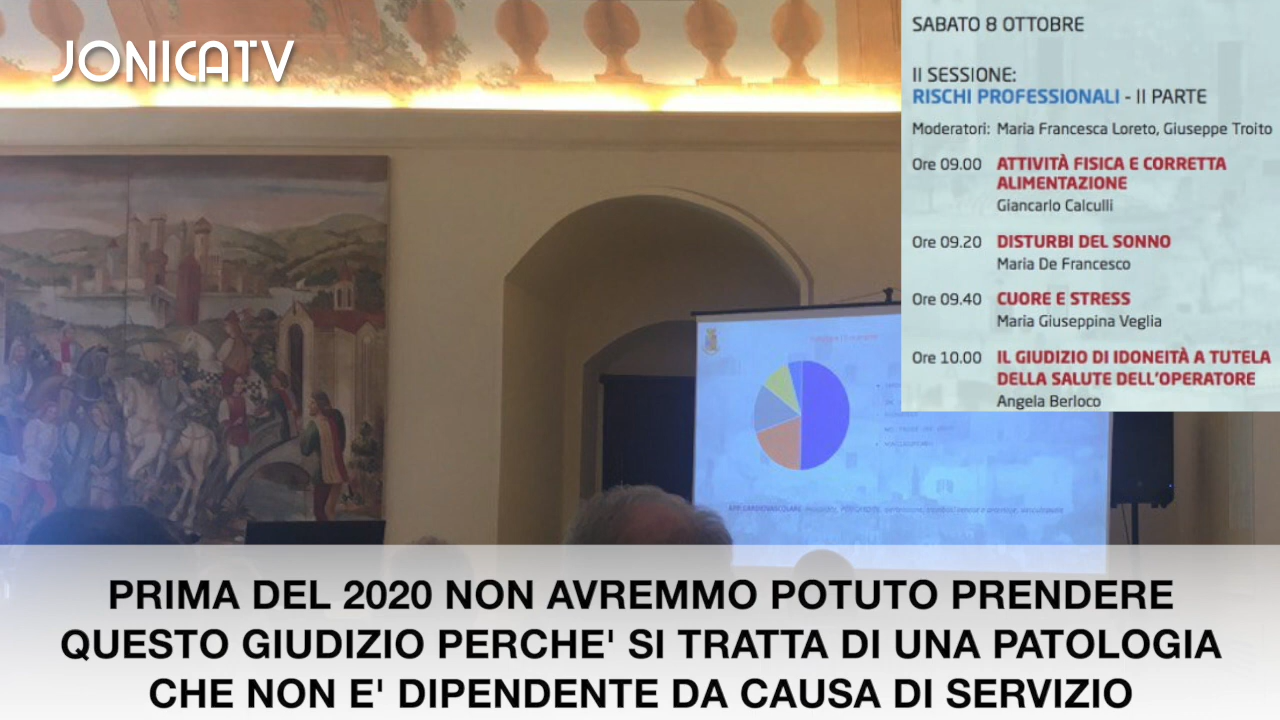 JONICATV
SABATO 8 OTTOBRE
II SESSIONE:
RISCHI PROFESSIONALI - II PARTE
Moderatori: Maria Francesca Loreto, Giuseppe Troito
Ore 09.00 ATTIVITÀ FISICA E CORRETTA
ALIMENTAZIONE
Giancarlo Calculli
Ore 09.20 DISTURBI DEL SONNO
Maria De Francesco
Ore 09.40 CUORE E STRESS
Maria Giuseppina Veglia
Ore 10.00 IL GIUDIZIO DI IDONEITÀ A TUTELA
DELLA SALUTE DELL'OPERATORE
Angela Berloco
APP. CARDIOVASCOLARE
PRIMA DEL 2020 NON AVREMMO POTUTO PRENDERE
QUESTO GIUDIZIO PERCHE' SI TRATTA DI UNA PATOLOGIA
CHE NON E' DIPENDENTE DA CAUSA DI SERVIZIO